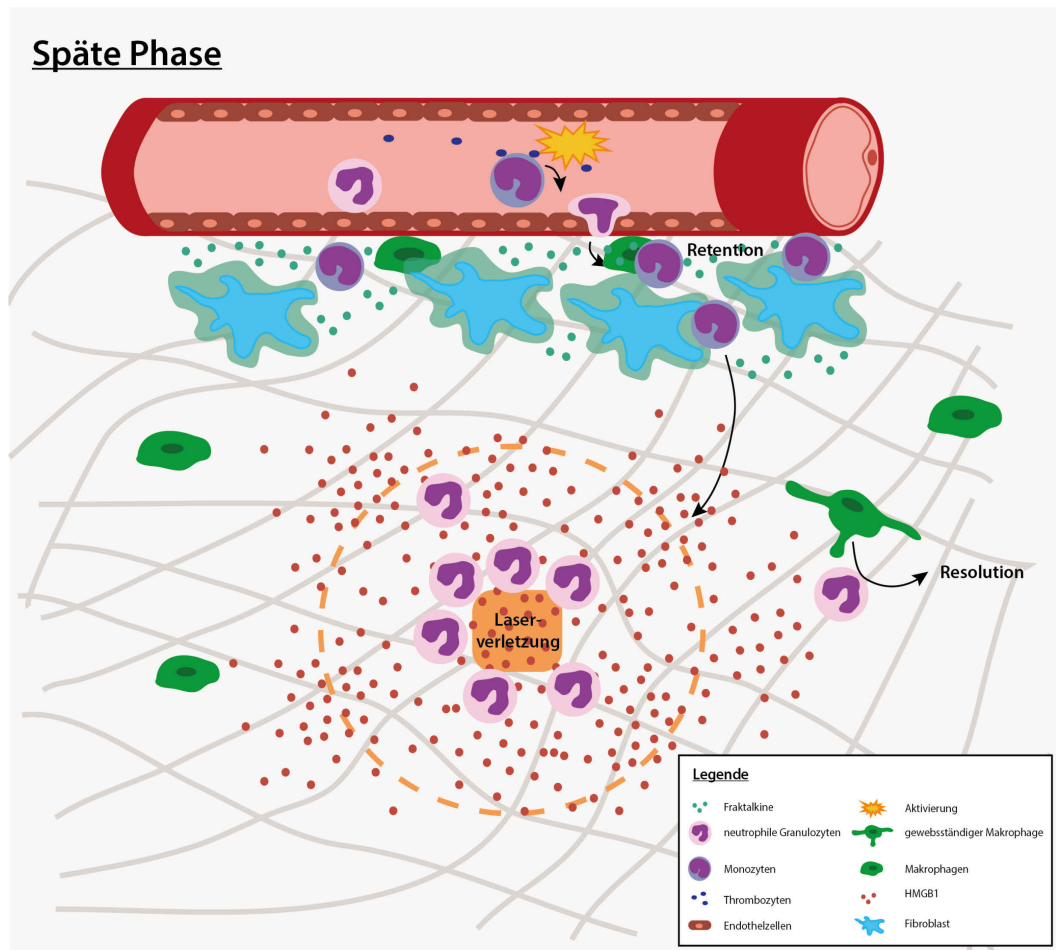 Späte Phase
Retention
Resolution
Laser-
verletzung
Legende
Fraktalkine
neutrophile Granulozyten
Monozyten
Thrombozyten
Endothelzellen
Aktivierung
gewebsständiger Makrophage
Makrophagen
HMGB1
Fibroblast